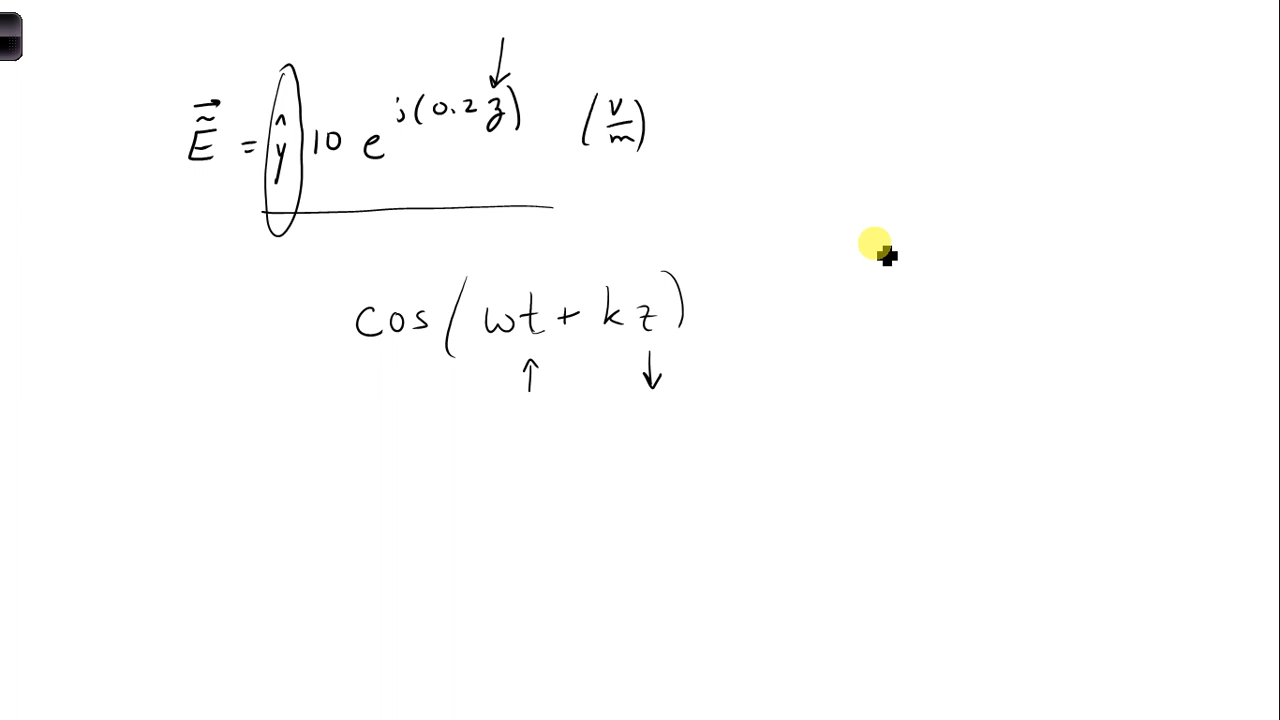 Ẽ⃗ = ŷ 10 e^{j(0.2z)} (V/m)
cos(ωt + kz)